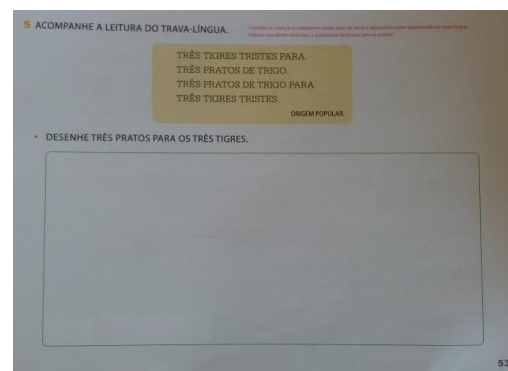 5 ACOMPANHE A LEITURA DO TRAVA-LÍNGUA.
TRÊS TIGRES TRISTES PARA
TRÊS PRATOS DE TRIGO.
TRÊS PRATOS DE TRIGO PARA
TRÊS TIGRES TRISTES.
ORIGEM POPULAR.
• DESENHE TRÊS PRATOS PARA OS TRÊS TIGRES.
53